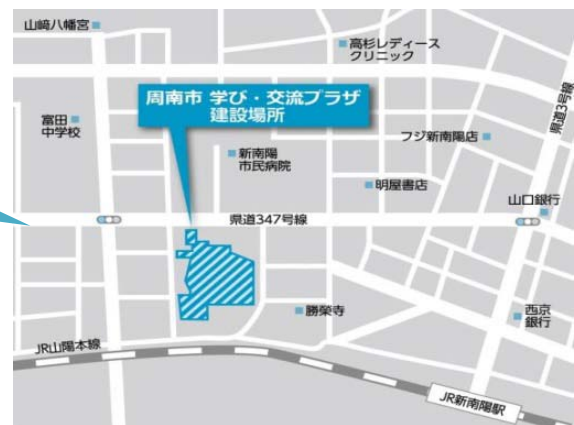 山﨑八幡宮
高杉レディース
クリニック
県道3号線
周南市 学び・交流プラザ
建設場所
富田
中学校
フジ新南陽店
新南陽
市民病院
明屋書店
山口銀行
県道347号線
勝榮寺
西京
銀行
JR山陽本線
JR新南陽駅